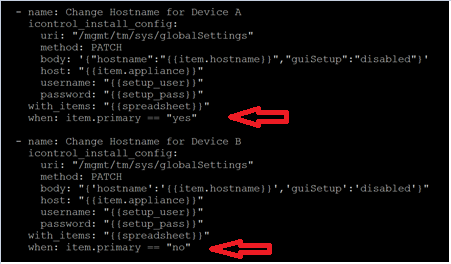 - name: Change Hostname for Device A
icontrol_install_config:
uri: "/mgmt/tm/sys/globalSettings"
method: PATCH
body: '{"hostname":"{{item.hostname}}","guiSetup":"disabled"}'
host: "{{item.appliance}}"
username: "{{setup_user}}"
password: "{{setup_pass}}"
with_items: "{{spreadsheet}}"
when: item.primary == "yes"
- name: Change Hostname for Device B
icontrol_install_config:
uri: "/mgmt/tm/sys/globalSettings"
method: PATCH
body: "{'hostname':'{{item.hostname}}','guiSetup':'disabled'}"
host: "{{item.appliance}}"
username: "{{setup_user}}"
password: "{{setup_pass}}"
with_items: "{{spreadsheet}}"
when: item.primary == "no"